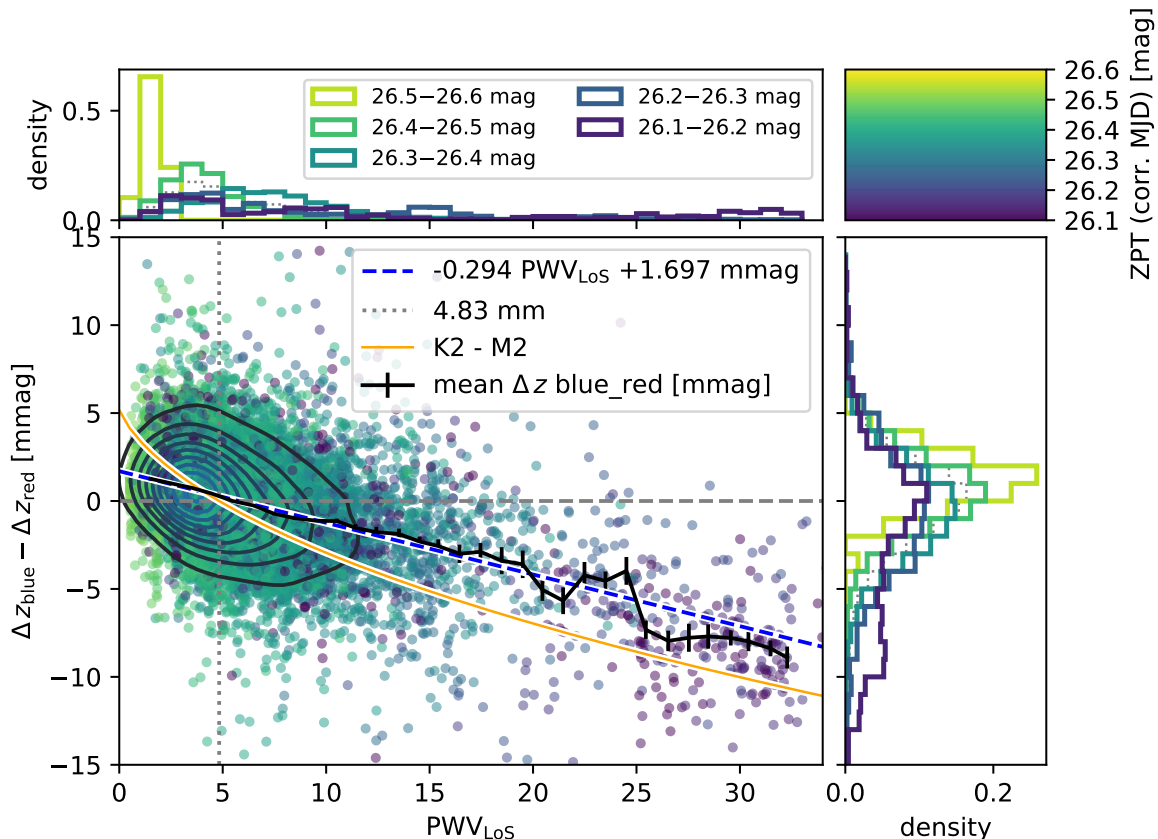 density
0.5
0.0
26.5−26.6 mag
26.4−26.5 mag
26.3−26.4 mag
26.2−26.3 mag
26.1−26.2 mag
26.6
26.5
26.4
26.3
26.2
26.1
ZPT (corr. MJD) [mag]
15
10
5
0
−5
−10
−15
Δ z_blue − Δ z_red [mmag]
-0.294 PWV_LoS +1.697 mmag
4.83 mm
K2 - M2
mean Δ z blue_red [mmag]
0
5
10
15
20
25
30
PWV_LoS
0.0
0.2
density